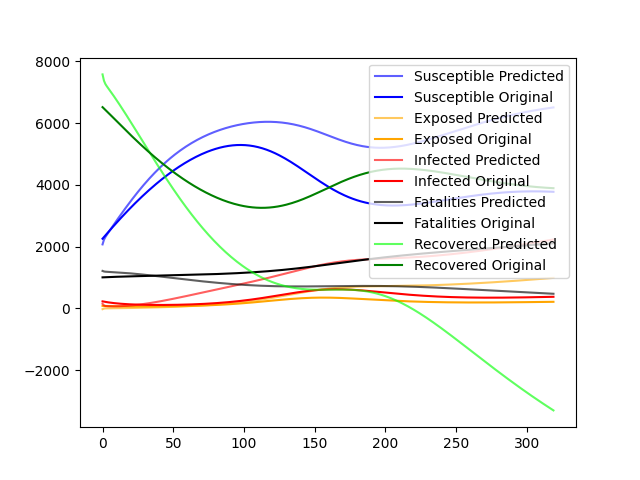 8000
6000
4000
2000
0
−2000
0
50
100
150
200
250
300
Susceptible Predicted
Susceptible Original
Exposed Predicted
Exposed Original
Infected Predicted
Infected Original
Fatalities Predicted
Fatalities Original
Recovered Predicted
Recovered Original